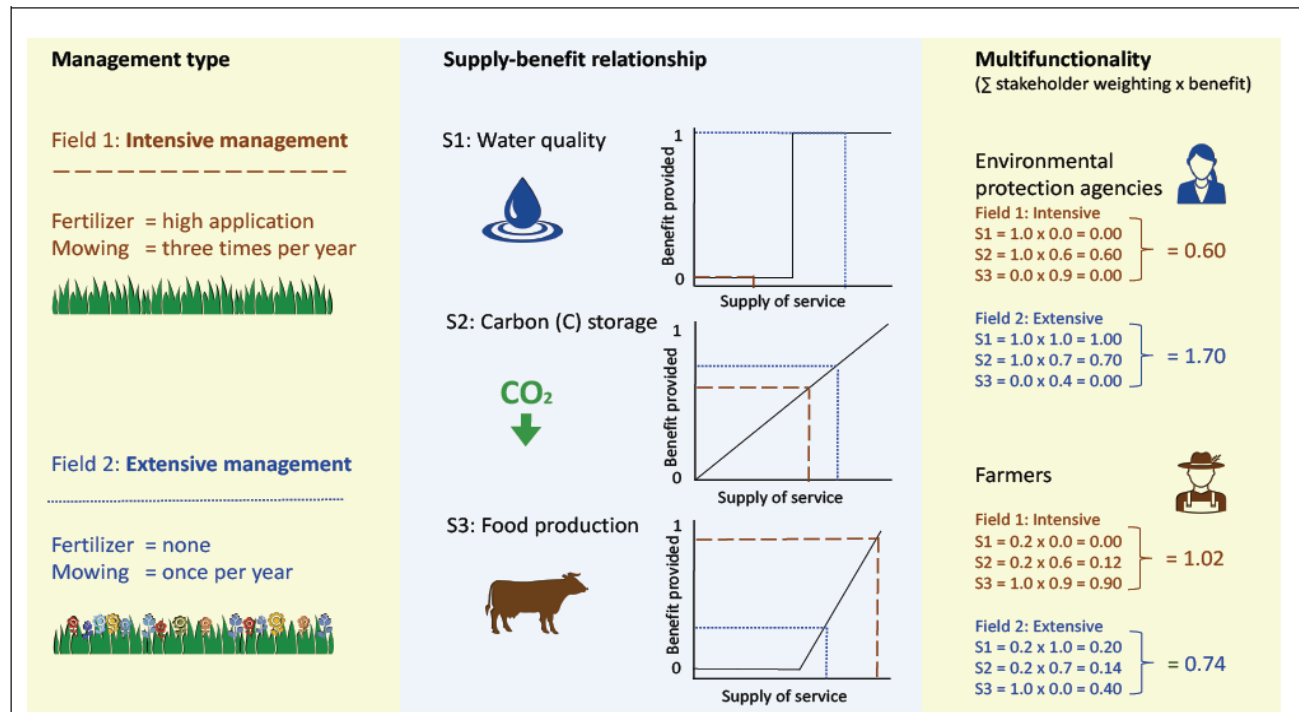 Management type
Field 1: Intensive management
Fertilizer = high application
Mowing = three times per year
Field 2: Extensive management
Fertilizer = none
Mowing = once per year
Supply-benefit relationship
S1: Water quality
1
Benefit provided
0
Supply of service
S2: Carbon (C) storage
CO₂
1
Benefit provided
0
Supply of service
S3: Food production
1
Benefit provided
0
Supply of service
Multifunctionality
(∑ stakeholder weighting x benefit)
Environmental
protection agencies
Field 1: Intensive
S1 = 1.0 x 0.0 = 0.00
S2 = 1.0 x 0.6 = 0.60
S3 = 0.0 x 0.9 = 0.00
= 0.60
Field 2: Extensive
S1 = 1.0 x 1.0 = 1.00
S2 = 1.0 x 0.7 = 0.70
S3 = 0.0 x 0.4 = 0.00
= 1.70
Farmers
Field 1: Intensive
S1 = 0.2 x 0.0 = 0.00
S2 = 0.2 x 0.6 = 0.12
S3 = 1.0 x 0.9 = 0.90
= 1.02
Field 2: Extensive
S1 = 0.2 x 1.0 = 0.20
S2 = 0.2 x 0.7 = 0.14
S3 = 1.0 x 0.0 = 0.40
= 0.74